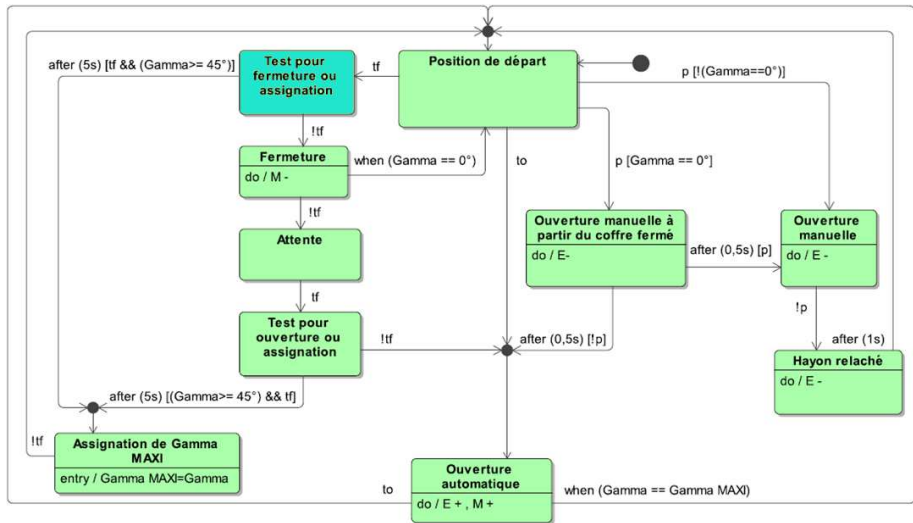 after (5s) [tf && (Gamma>= 45°)]
Test pour
fermeture ou
assignation
tf
Position de départ
p [!(Gamma==0°)]
!tf
Fermeture
do / M -
when (Gamma == 0°)
to
p [Gamma == 0°]
!tf
Attente
Ouverture manuelle à
partir du coffre fermé
do / E-
after (0,5s) [p]
Ouverture
manuelle
do / E -
tf
Test pour
ouverture ou
assignation
!tf
after (0,5s) [!p]
!p
after (1s)
Hayon relaché
do / E -
after (5s) [(Gamma>= 45°) && tf]
!tf
Assignation de Gamma
MAXI
entry / Gamma MAXI=Gamma
to
Ouverture
automatique
do / E + , M +
when (Gamma == Gamma MAXI)